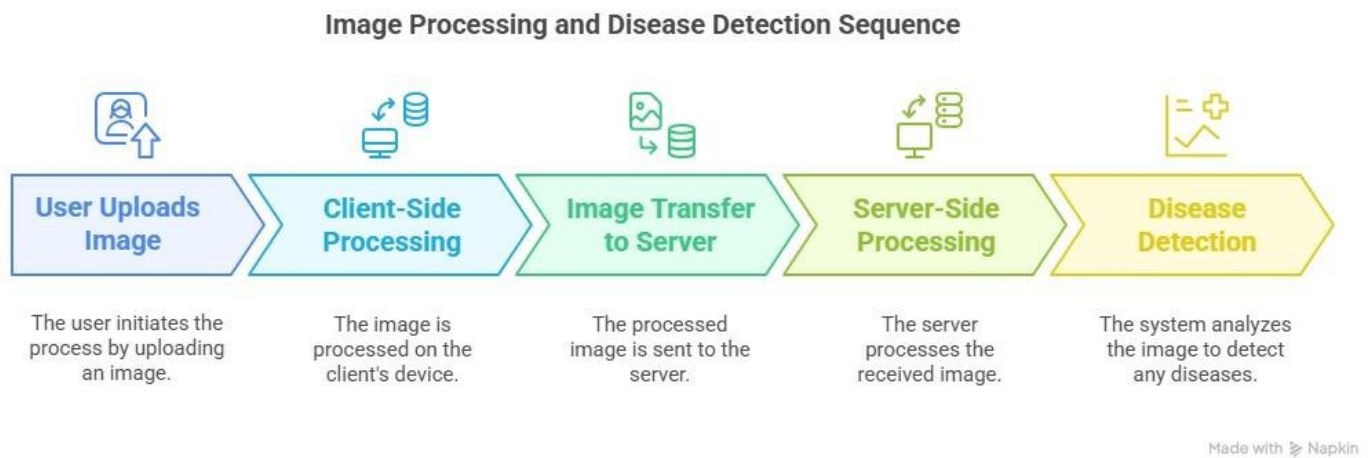 Image Processing and Disease Detection Sequence
User Uploads
Image
Client-Side
Processing
Image Transfer
to Server
Server-Side
Processing
Disease
Detection
The user initiates the
process by uploading
an image.
The image is
processed on the
client's device.
The processed
image is sent to the
server.
The server
processes the
received image.
The system analyzes
the image to detect
any diseases.
Made with Napkin